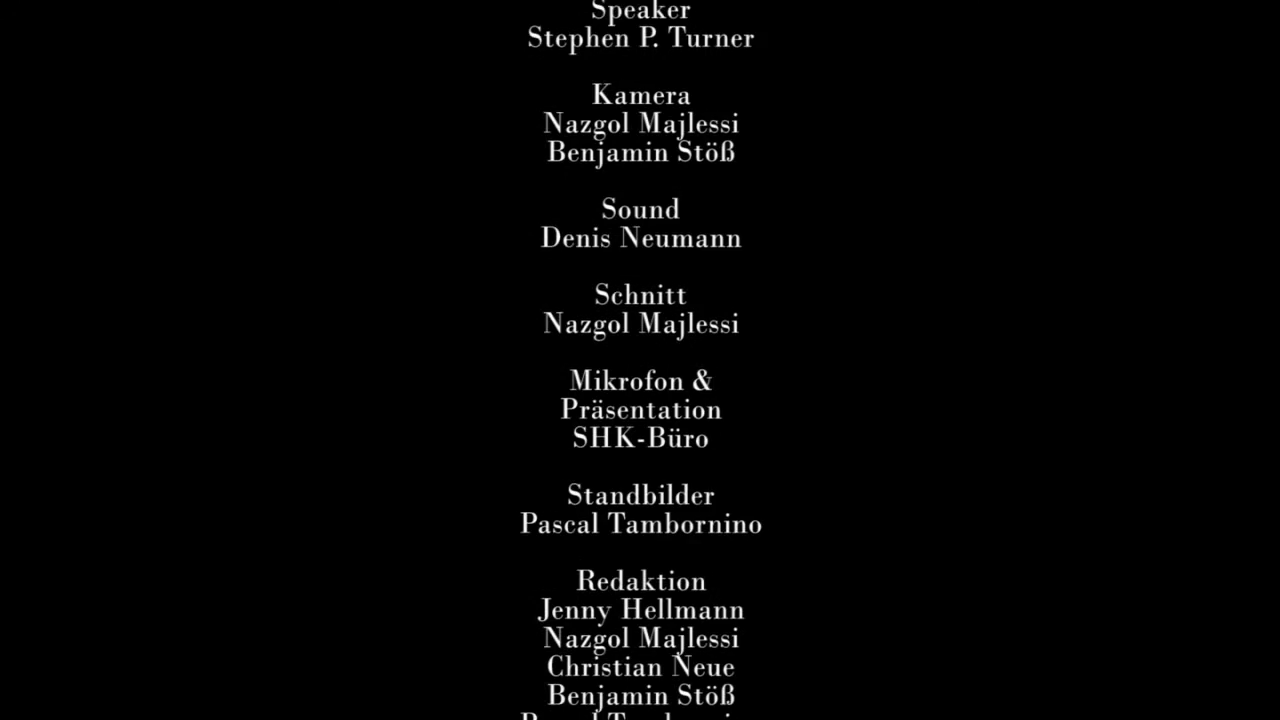 Speaker
Stephen P. Turner
Kamera
Nazgol Majlessi
Benjamin Stöß
Sound
Denis Neumann
Schnitt
Nazgol Majlessi
Mikrofon &
Präsentation
SHK-Büro
Standbilder
Pascal Tambornino
Redaktion
Jenny Hellmann
Nazgol Majlessi
Christian Neue
Benjamin Stöß